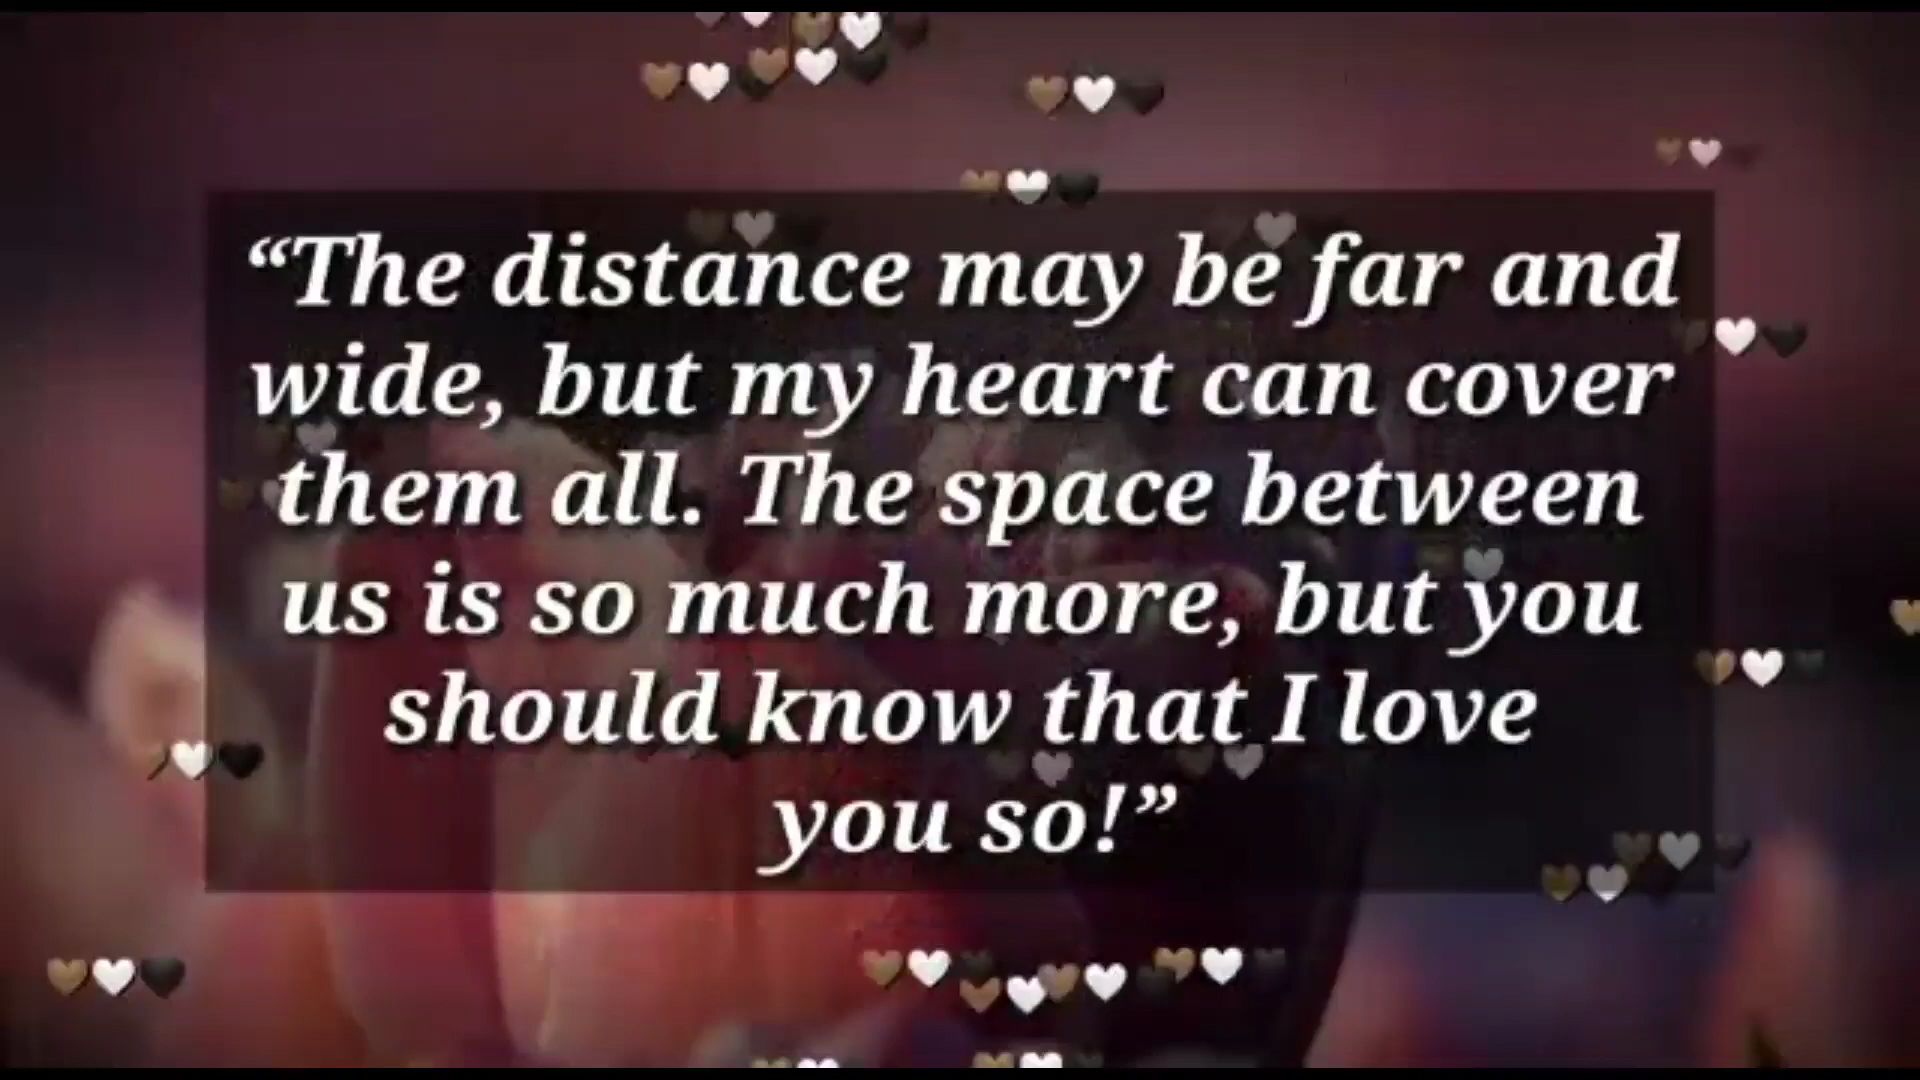 “The distance may be far and
wide, but my heart can cover
them all. The space between
us is so much more, but you
should know that I love
you so!”